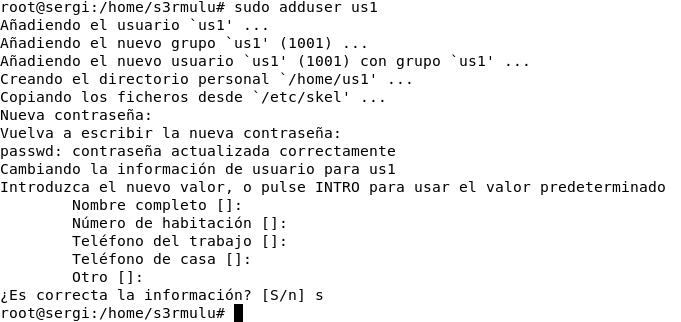 root@sergi:/home/s3rmulu# sudo adduser us1
Añadiendo el usuario `us1' ...
Añadiendo el nuevo grupo `us1' (1001) ...
Añadiendo el nuevo usuario `us1' (1001) con grupo `us1' ...
Creando el directorio personal `/home/us1' ...
Copiando los ficheros desde `/etc/skel' ...
Nueva contraseña:
Vuelva a escribir la nueva contraseña:
passwd: contraseña actualizada correctamente
Cambiando la información de usuario para us1
Introduzca el nuevo valor, o pulse INTRO para usar el valor predeterminado
Nombre completo []:
Número de habitación []:
Teléfono del trabajo []:
Teléfono de casa []:
Otro []:
¿Es correcta la información? [S/n] s
root@sergi:/home/s3rmulu#